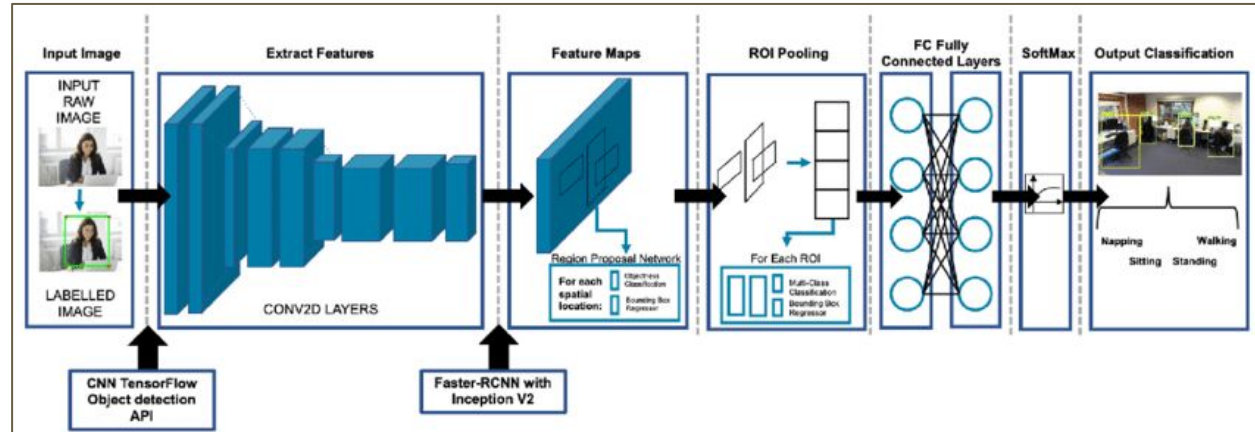 Input Image
INPUT
RAW
IMAGE
LABELLED
IMAGE
Extract Features
CONV2D LAYERS
Feature Maps
Region Proposal Network
For each
spatial
location:
Objectness
Classification
Bounding Box
Regressor
ROI Pooling
For Each ROI
Multi-Class
Classification
Bounding Box
Regressor
FC Fully
Connected Layers
SoftMax
Output Classification
Napping
Walking
Sitting
Standing
CNN TensorFlow
Object detection
API
Faster-RCNN with
Inception V2